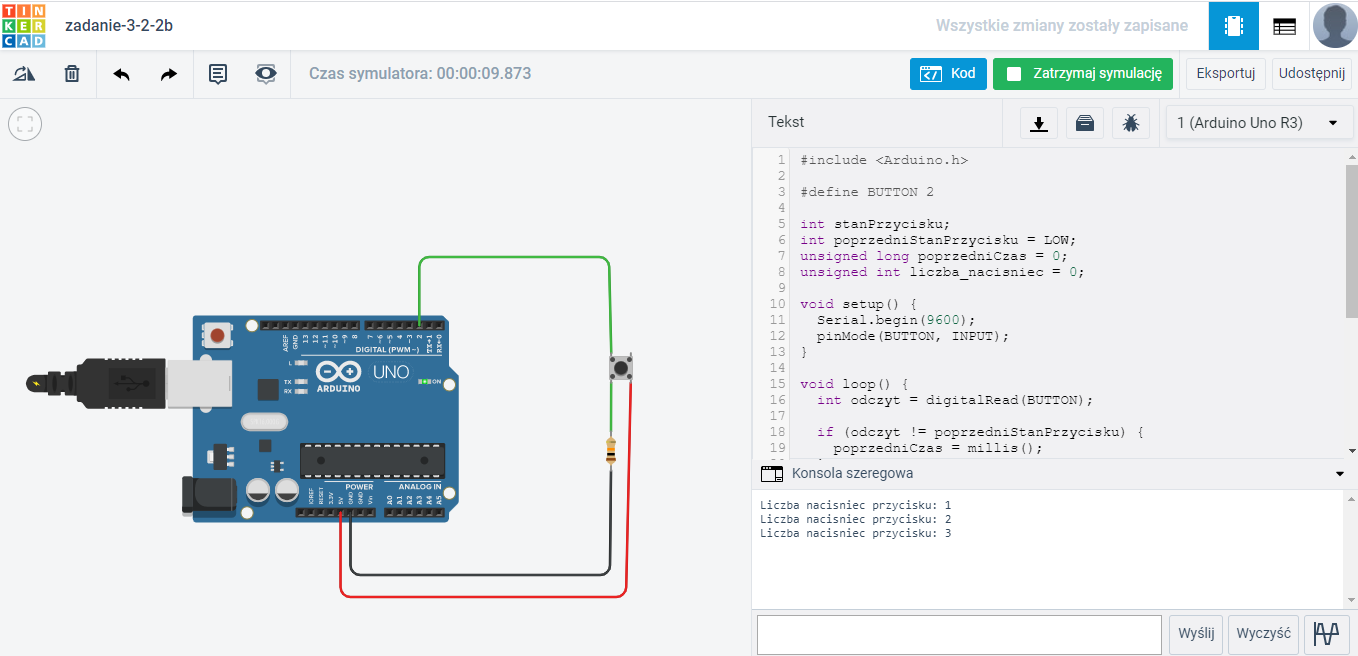 TIN
KER
CAD
zadanie-3-2-2b
Wszystkie zmiany zostały zapisane
Czas symulatora: 00:00:09.873
Kod
Zatrzymaj symulację
Eksportuj
Udostępnij
Tekst
1 (Arduino Uno R3)
1 #include <Arduino.h>
2
3 #define BUTTON 2
4
5 int stanPrzycisku;
6 int poprzedniStanPrzycisku = LOW;
7 unsigned long poprzedniCzas = 0;
8 unsigned int liczba_nacisniec = 0;
9
10 void setup() {
11 Serial.begin(9600);
12 pinMode(BUTTON, INPUT);
13 }
14
15 void loop() {
16 int odczyt = digitalRead(BUTTON);
17
18 if (odczyt != poprzedniStanPrzycisku) {
19 poprzedniCzas = millis();
Konsola szeregowa
Liczba nacisniec przycisku: 1
Liczba nacisniec przycisku: 2
Liczba nacisniec przycisku: 3
Wyślij
Wyczyść
AREF
GND
13
12
~11
~10
~9
8
7
~6
~5
4
~3
2
TX→1
RX←0
DIGITAL (PWM~)
L
TX
RX
ARDUINO
UNO
ON
POWER
ANALOG IN
IOREF
RESET
3.3V
5V
GND
GND
Vin
A0
A1
A2
A3
A4
A5